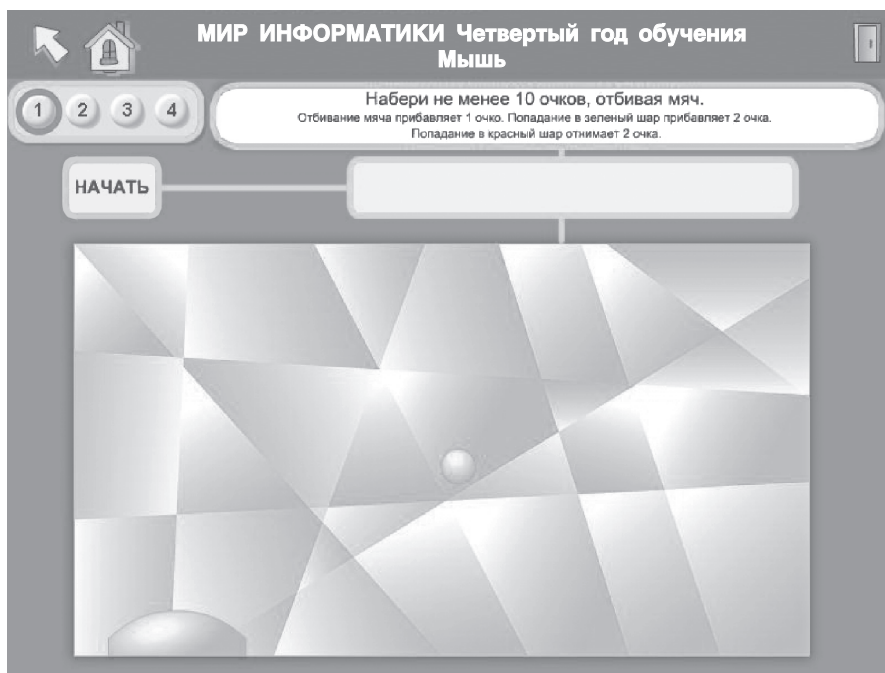 МИР ИНФОРМАТИКИ Четвертый год обучения
Мышь
1 2 3 4
Набери не менее 10 очков, отбивая мяч.
Отбивание мяча прибавляет 1 очко. Попадание в зеленый шар прибавляет 2 очка.
Попадание в красный шар отнимает 2 очка.
НАЧАТЬ